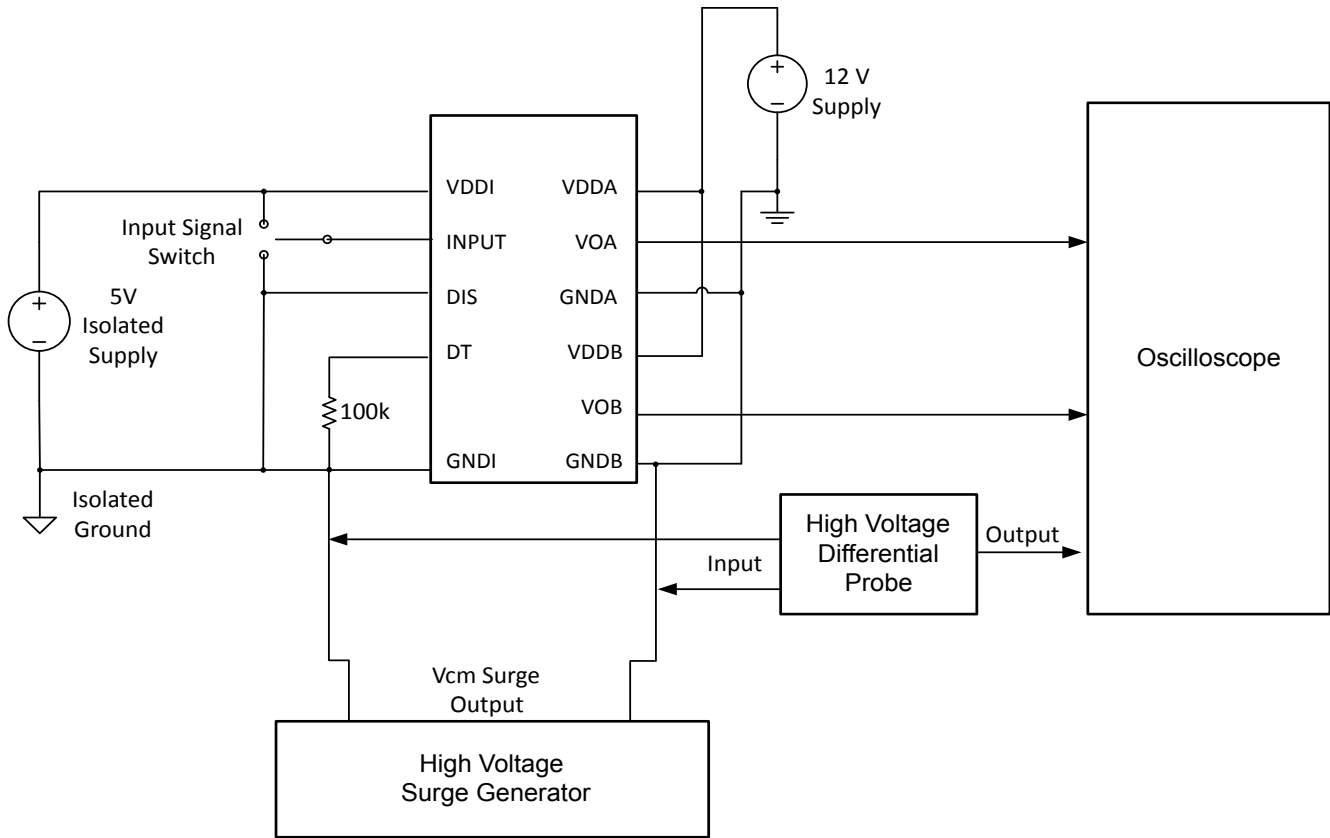 12 V
Supply
VDDI
VDDA
Input Signal
Switch
INPUT
VOA
5V
Isolated
Supply
DIS
GNDA
DT
VDDB
Oscilloscope
100k
VOB
GNDI
GNDB
Isolated
Ground
High Voltage
Differential
Probe
Input
Output
Vcm Surge
Output
High Voltage
Surge Generator
+
−
+
−